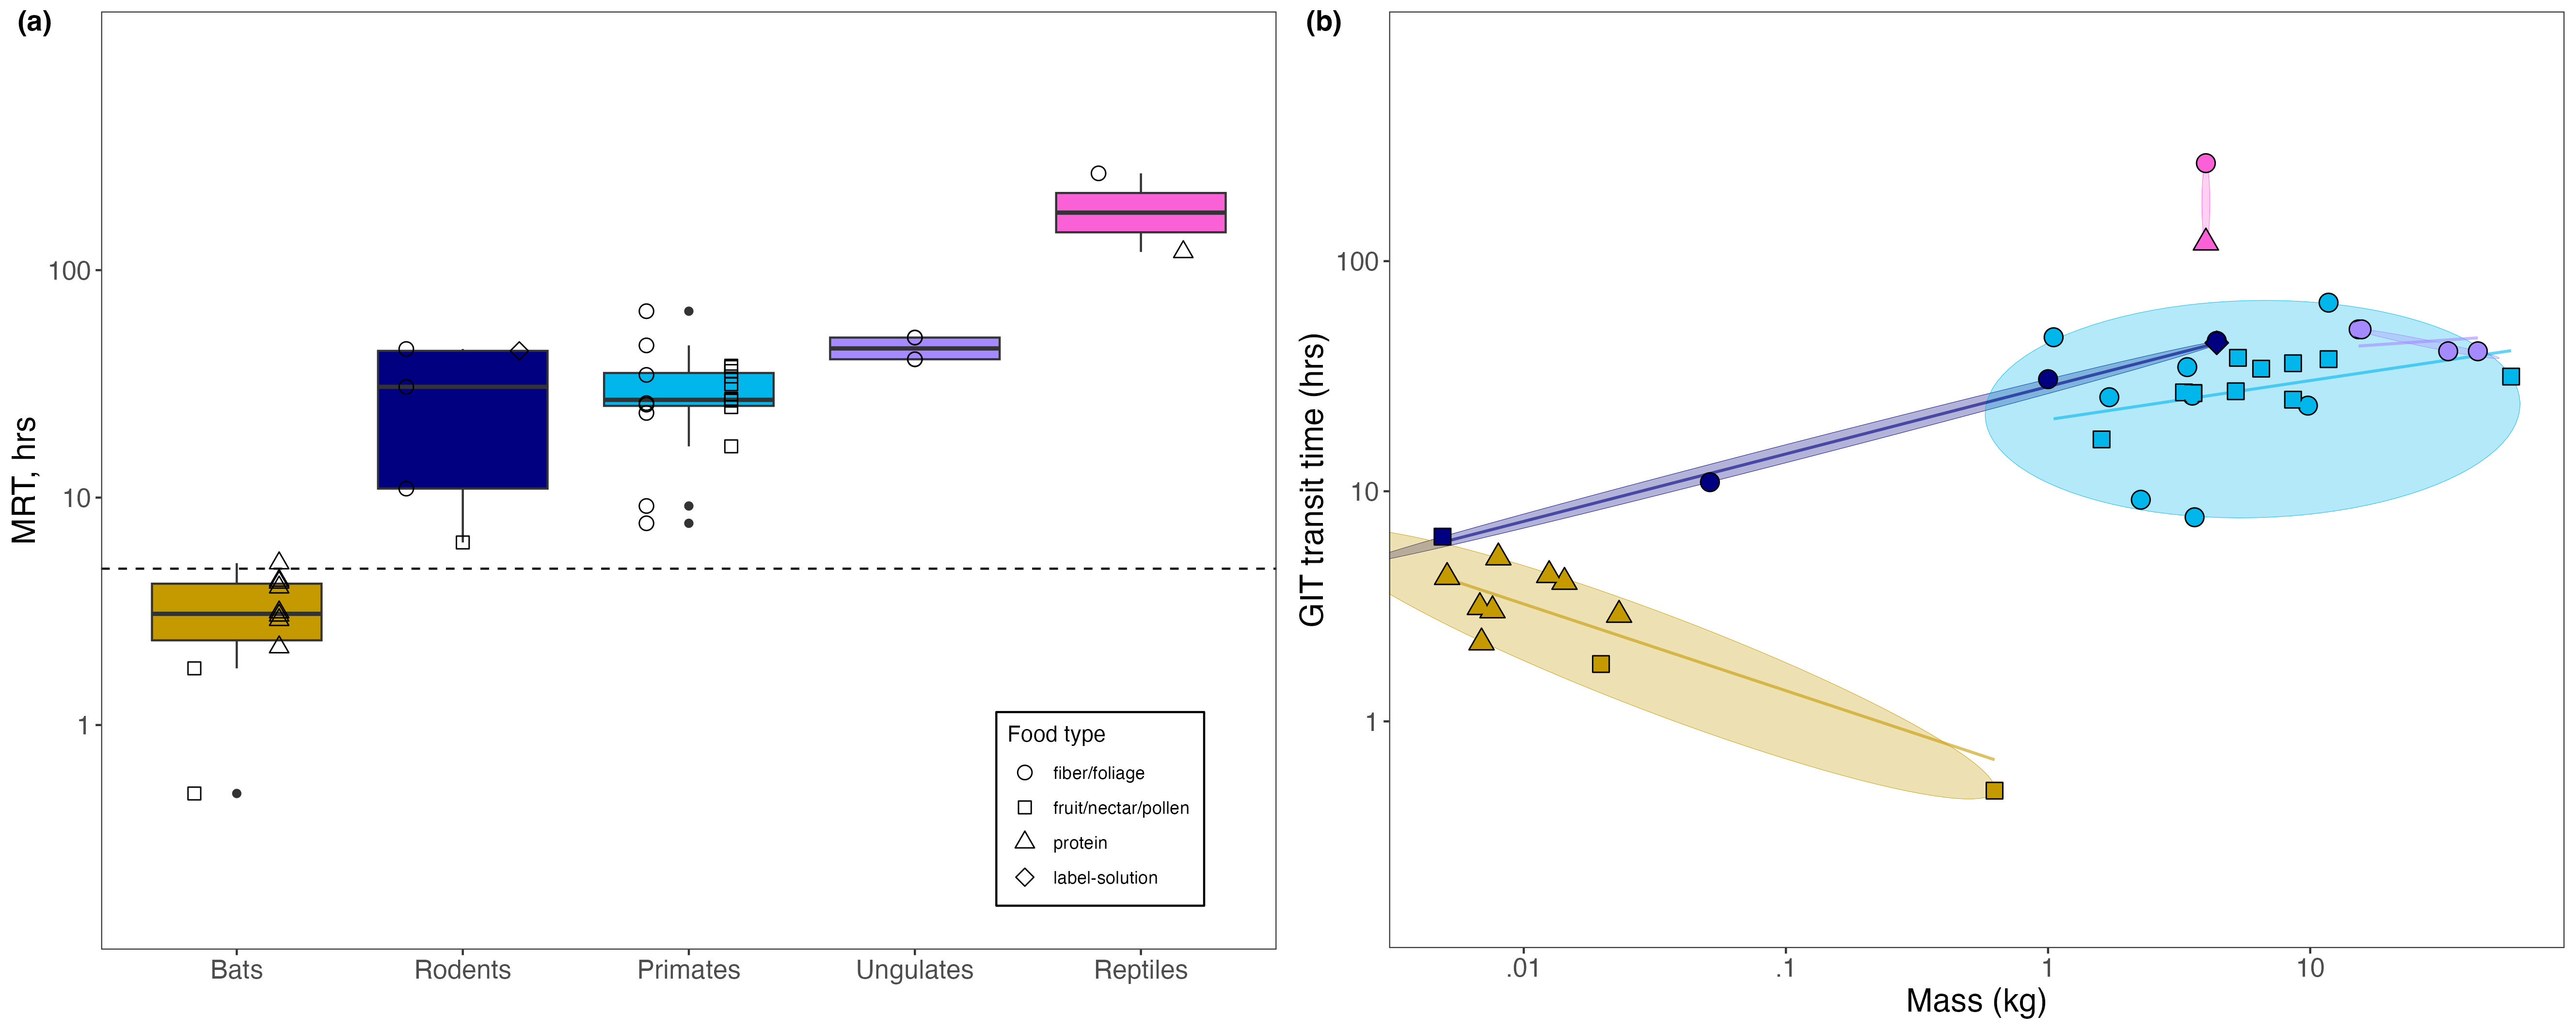 (a)
MRT, hrs
100
10
1
Bats Rodents Primates Ungulates Reptiles
Food type
fiber/foliage
fruit/nectar/pollen
protein
label-solution
(b)
GIT transit time (hrs)
100
10
1
.01 .1 1 10
Mass (kg)